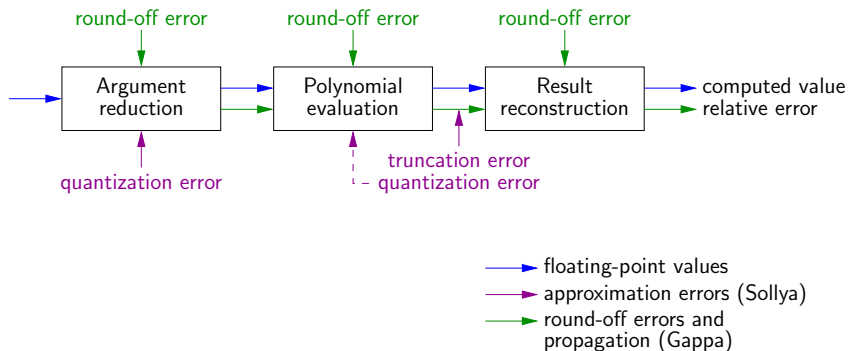 round-off error
round-off error
round-off error
Argument
reduction
Polynomial
evaluation
Result
reconstruction
computed value
relative error
quantization error
truncation error
quantization error
floating-point values
approximation errors (Sollya)
round-off errors and
propagation (Gappa)